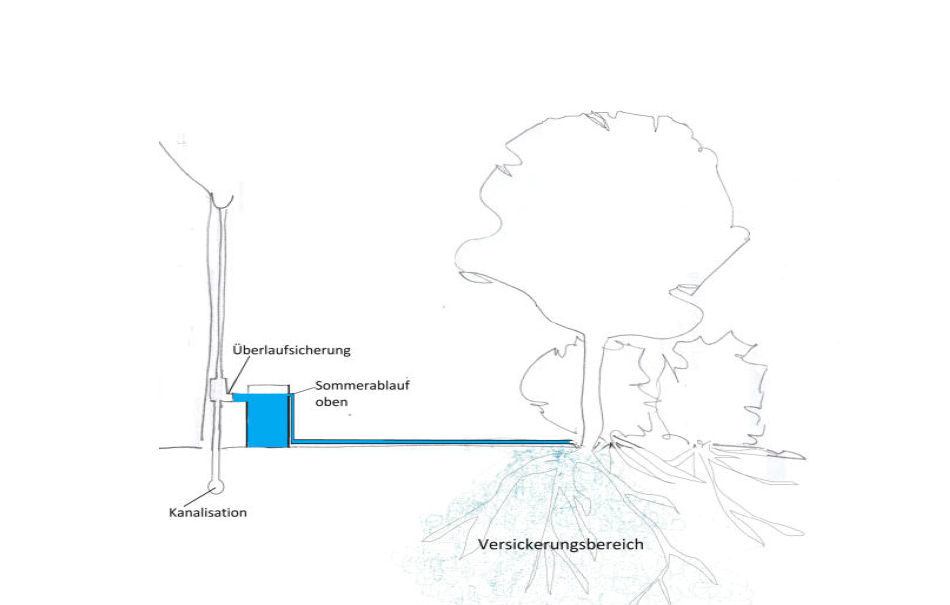 Überlaufsicherung
Sommerablauf
oben
Kanalisation
Versickerungsbereich